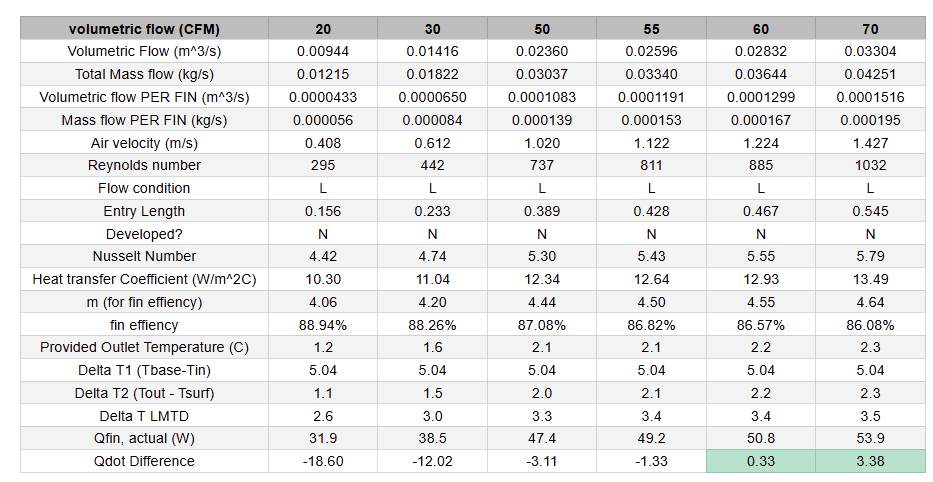 volumetric flow (CFM) 20 30 50 55 60 70
Volumetric Flow (m^3/s) 0.00944 0.01416 0.02360 0.02596 0.02832 0.03304
Total Mass flow (kg/s) 0.01215 0.01822 0.03037 0.03340 0.03644 0.04251
Volumetric flow PER FIN (m^3/s) 0.0000433 0.0000650 0.0001083 0.0001191 0.0001299 0.0001516
Mass flow PER FIN (kg/s) 0.000056 0.000084 0.000139 0.000153 0.000167 0.000195
Air velocity (m/s) 0.408 0.612 1.020 1.122 1.224 1.427
Reynolds number 295 442 737 811 885 1032
Flow condition L L L L L L
Entry Length 0.156 0.233 0.389 0.428 0.467 0.545
Developed? N N N N N N
Nusselt Number 4.42 4.74 5.30 5.43 5.55 5.79
Heat transfer Coefficient (W/m^2C) 10.30 11.04 12.34 12.64 12.93 13.49
m (for fin effiency) 4.06 4.20 4.44 4.50 4.55 4.64
fin effiency 88.94% 88.26% 87.08% 86.82% 86.57% 86.08%
Provided Outlet Temperature (C) 1.2 1.6 2.1 2.1 2.2 2.3
Delta T1 (Tbase-Tin) 5.04 5.04 5.04 5.04 5.04 5.04
Delta T2 (Tout - Tsurf) 1.1 1.5 2.0 2.1 2.2 2.3
Delta T LMTD 2.6 3.0 3.3 3.4 3.4 3.5
Qfin, actual (W) 31.9 38.5 47.4 49.2 50.8 53.9
Qdot Difference -18.60 -12.02 -3.11 -1.33 0.33 3.38